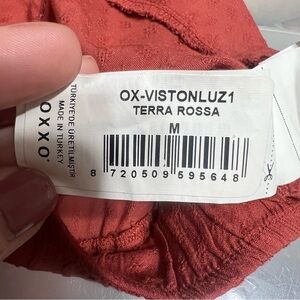 OX-VISTONLUZ1
TERRA ROSSA
M
8 720509 595648
TÜRKİYE'DE ÜRETİLMİŞTİR
MADE IN TURKEY
OXXO